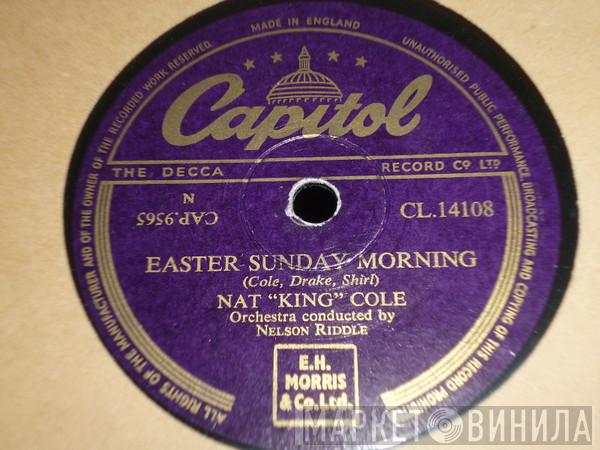 MADE IN ENGLAND
ALL RIGHTS OF THE MANUFACTURER AND OF THE OWNER OF THE RECORDED WORK RESERVED.
UNAUTHORISED PUBLIC PERFORMANCE, BROADCASTING AND COPYING OF THIS RECORD PROHIBITED
Capitol
THE DECCA RECORD CO LTD
CAP.9565
N
CL.14108
EASTER SUNDAY MORNING
(Cole, Drake, Shirl)
NAT "KING" COLE
Orchestra conducted by
NELSON RIDDLE
E.H.
MORRIS
& Co. Ltd.
МАРКЕТ ВИНИЛА